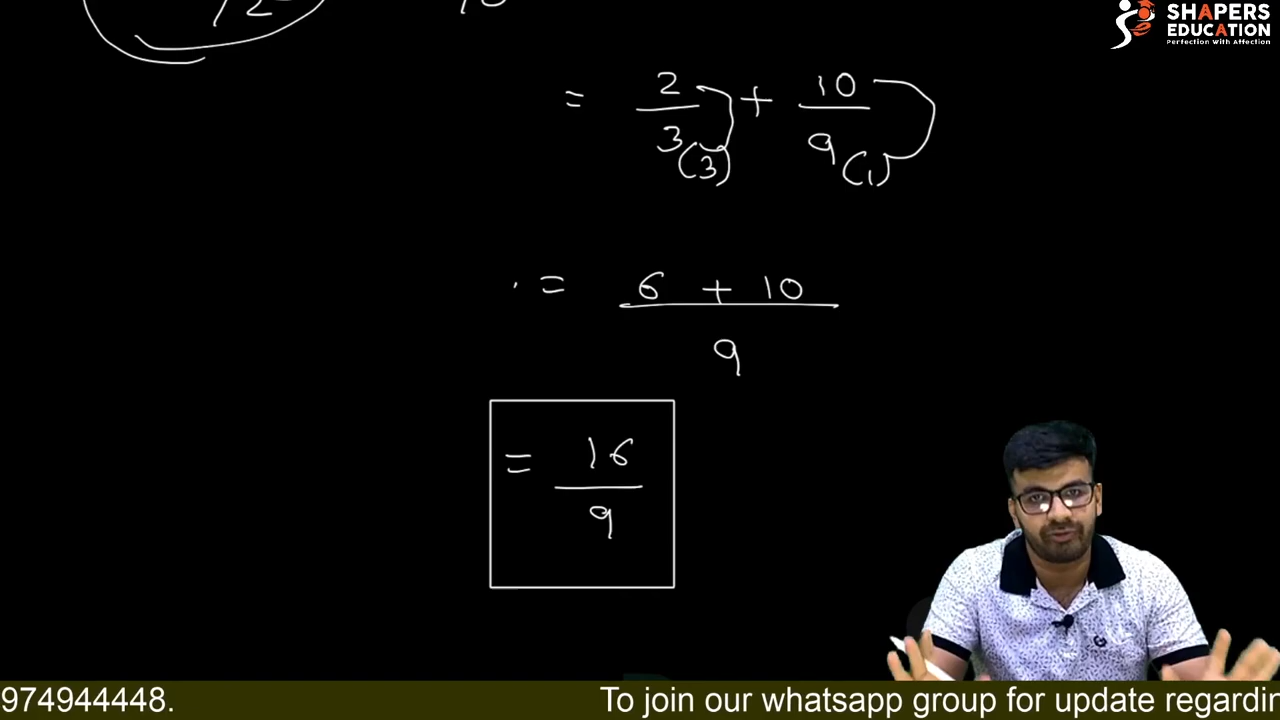 SHAPERS
EDUCATION
Perfection With Affection
= 2/3(3) + 10/9(1)
= 6 + 10 / 9
= 16/9
974944448. To join our whatsapp group for update regardin